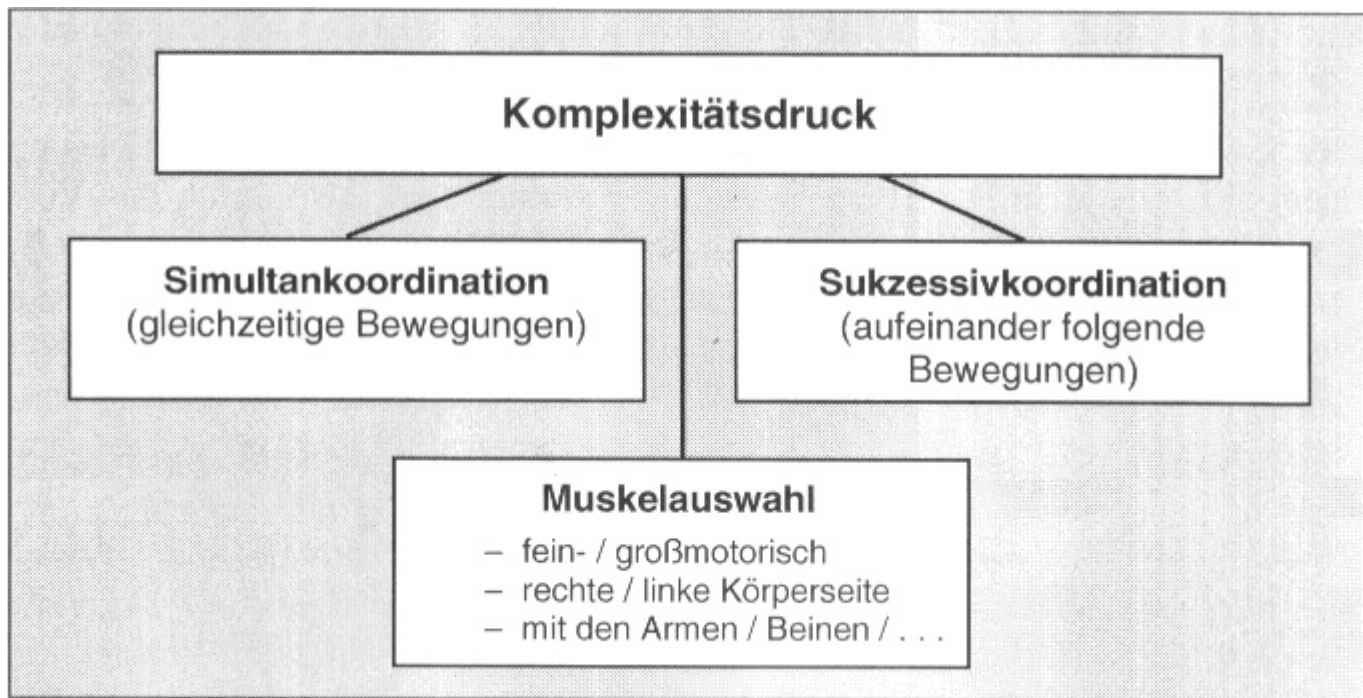 Komplexitätsdruck
Simultankoordination
(gleichzeitige Bewegungen)
Sukzessivkoordination
(aufeinander folgende
Bewegungen)
Muskelauswahl
– fein- / großmotorisch
– rechte / linke Körperseite
– mit den Armen / Beinen / . . .